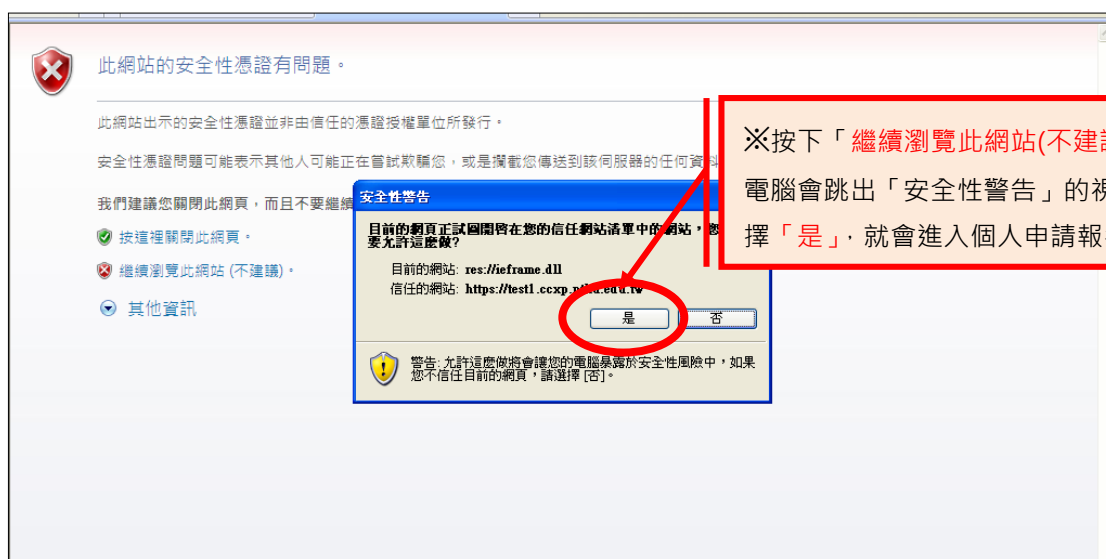 此網站的安全性憑證有問題。
此網站出示的安全性憑證並非由信任的憑證授權單位所發行。
安全性憑證問題可能表示其他人可能正在嘗試欺騙您，或是攔截您傳送到該伺服器的任何資料
我們建議您關閉此網頁，而且不要繼續
按這裡關閉此網頁。
繼續瀏覽此網站 (不建議)。
其他資訊
安全性警告
目前的網頁正試圖開啓在您的信任網站清單中的網站，您
要允許這麼做?
目前的網站: res://ieframe.dll
信任的網站: https://test1.ccxp.nthu.edu.tw
是
否
警告: 允許這麼做將會讓您的電腦暴露於安全性風險中，如果
您不信任目前的網頁，請選擇 [否]。
※按下「繼續瀏覽此網站(不建議
電腦會跳出「安全性警告」的視
擇「是」，就會進入個人申請報